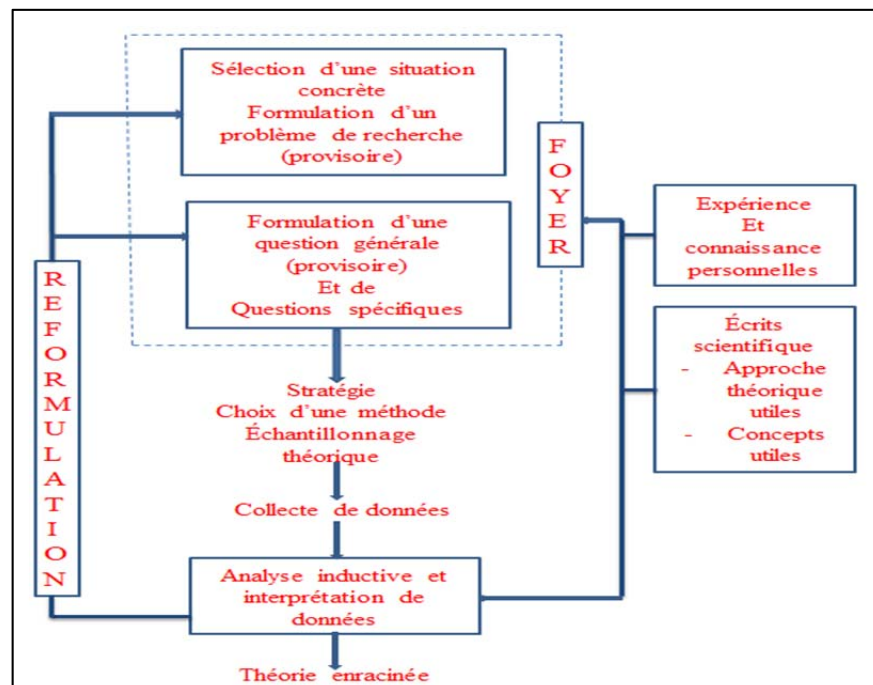 Sélection d'une situation
concrète
Formulation d'un
problème de recherche
(provisoire)
Formulation d'une
question générale
(provisoire)
Et de
Questions spécifiques
FOYER
Expérience
Et
connaissance
personnelles
Écrits
scientifique
- Approche
théorique
utiles
- Concepts
utiles
REFORMULATION
Stratégie
Choix d'une méthode
Échantillonnage
théorique
Collecte de données
Analyse inductive et
interprétation de
données
Théorie enracinée